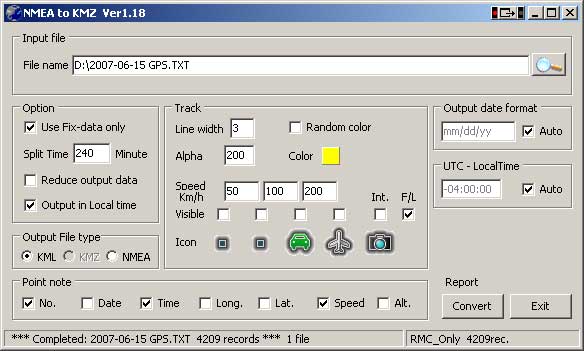 NMEA to KMZ Ver1.18
Input file
File name D:\2007-06-15 GPS.TXT
Option
Use Fix-data only
Split Time 240 Minute
Reduce output data
Output in Local time
Output File type
KML KMZ NMEA
Track
Line width 3 Random color
Alpha 200 Color
Speed
Km/h 50 100 200
Visible Int. F/L
Icon
Output date format
mm/dd/yy Auto
UTC - LocalTime
-04:00:00 Auto
Point note
No. Date Time Long. Lat. Speed Alt.
Report
Convert Exit
*** Completed: 2007-06-15 GPS.TXT 4209 records *** 1 file
RMC_Only 4209rec.